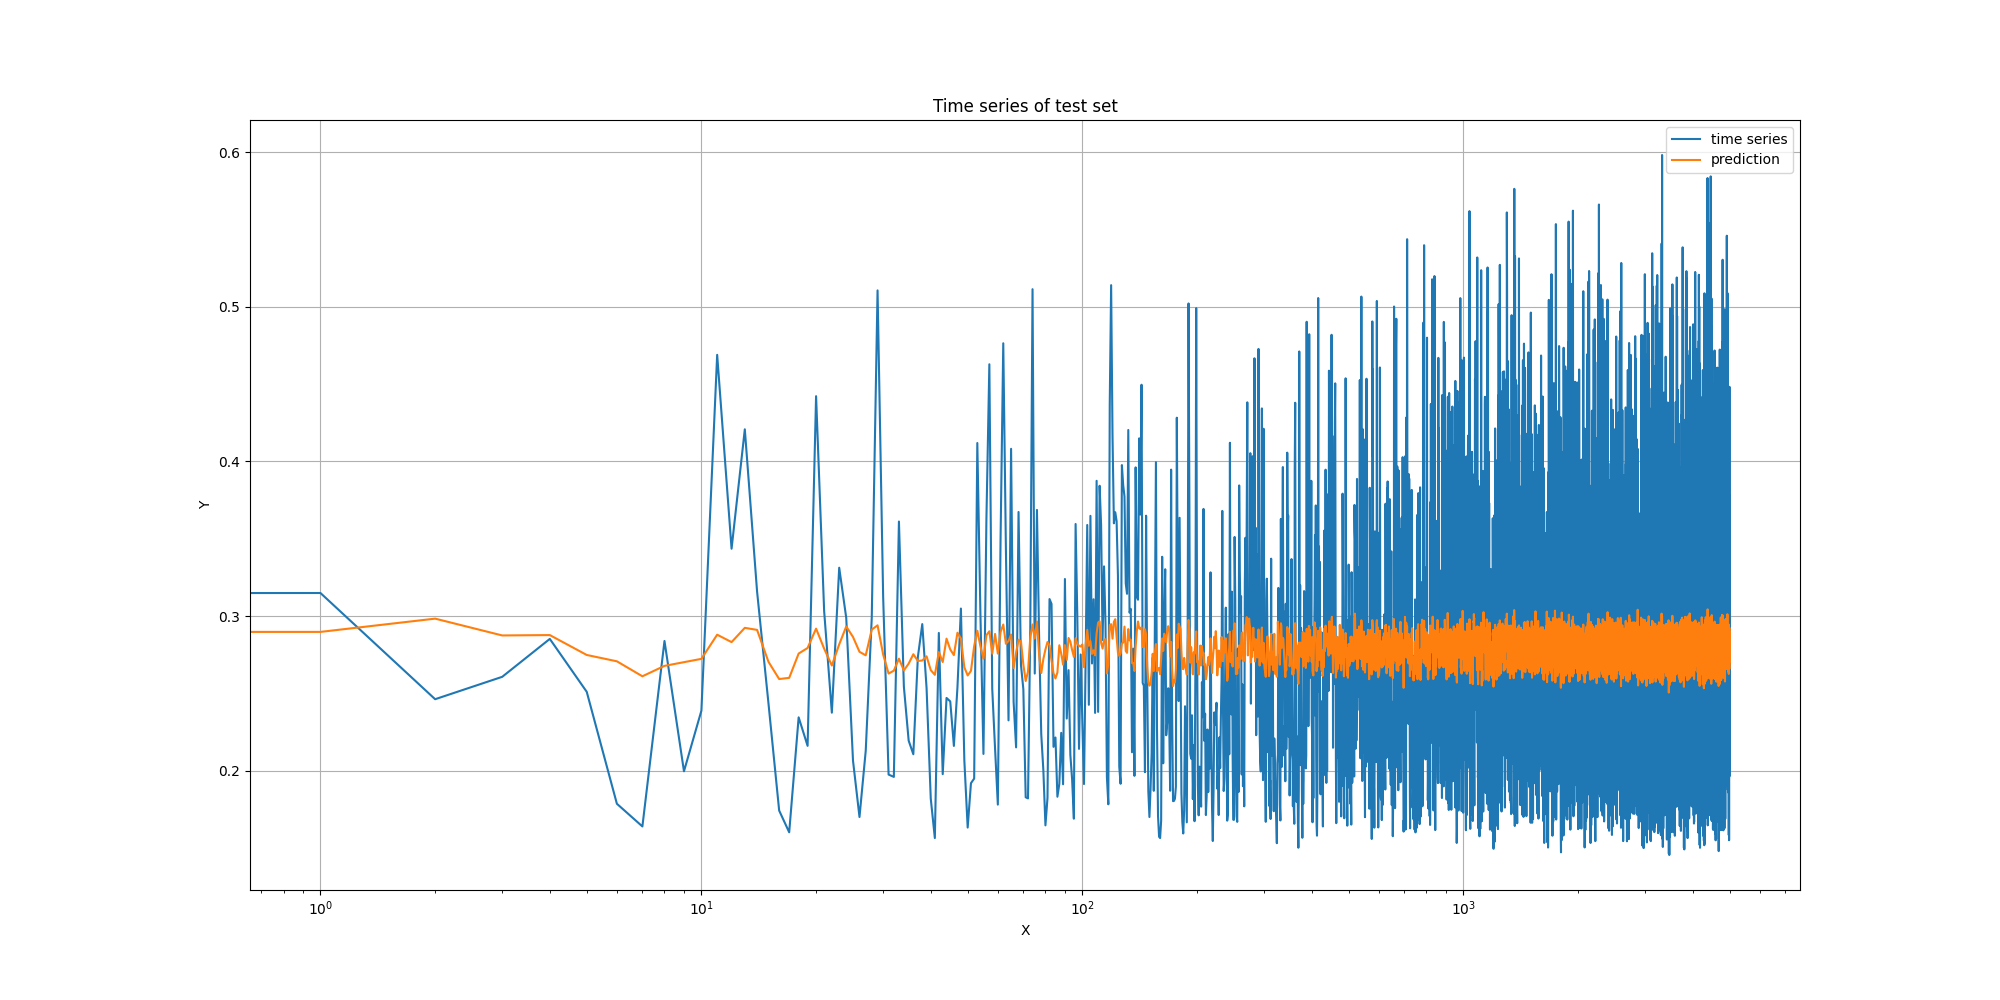 Time series of test set
time series
prediction
0.6
0.5
0.4
0.3
0.2
Y
10⁰
10¹
10²
10³
X